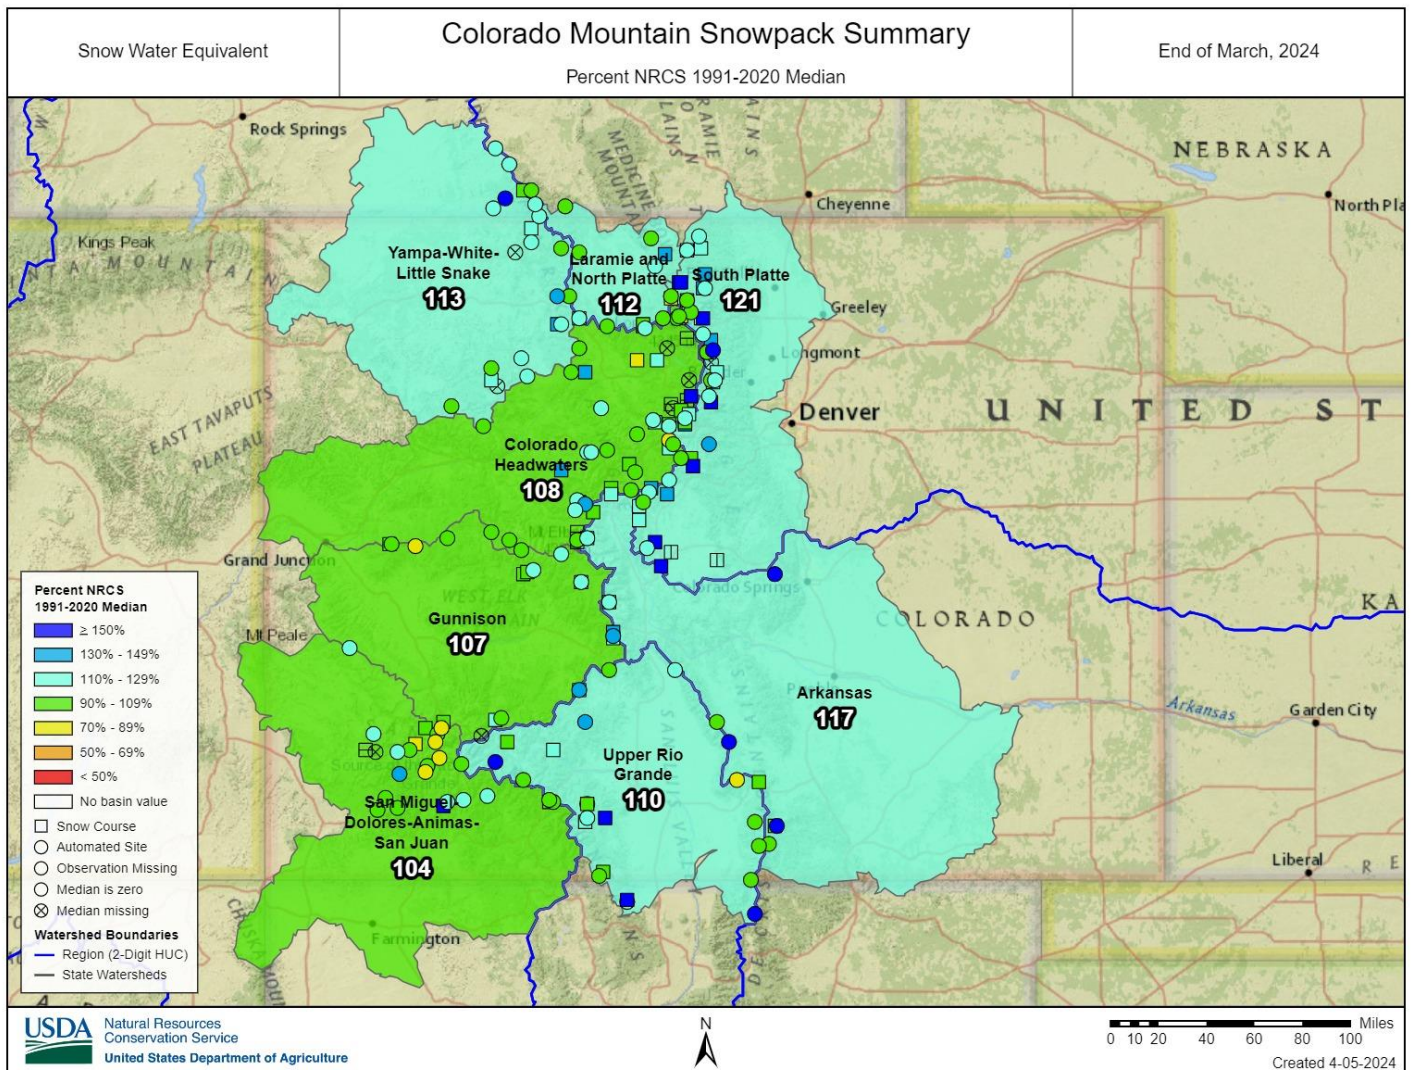 Snow Water Equivalent
Colorado Mountain Snowpack Summary
Percent NRCS 1991-2020 Median
End of March, 2024
Rock Springs
MEDICINE
NEBRASKA
Cheyenne
North Pla
Kings Peak
Yampa-White-
Little Snake
113
Laramie and
North Platte
112
South Platte
121
Greeley
Longmont
EAST TAVAPUTS
PLATEAU
Denver
UNITED ST
Colorado
Headwaters
108
Grand Junction
Colorado Springs
COLORADO
KA
WEST ELK
Gunnison
107
Mt Peale
Arkansas
117
Arkansas
Garden City
Upper Rio
Grande
110
San Miguel-
Dolores-Animas-
San Juan
104
Liberal
Farmington
Percent NRCS
1991-2020 Median
≥ 150%
130% - 149%
110% - 129%
90% - 109%
70% - 89%
50% - 69%
< 50%
No basin value
Snow Course
Automated Site
Observation Missing
Median is zero
Median missing
Watershed Boundaries
Region (2-Digit HUC)
State Watersheds
USDA
Natural Resources
Conservation Service
United States Department of Agriculture
N
Miles
0 10 20 40 60 80 100
Created 4-05-2024